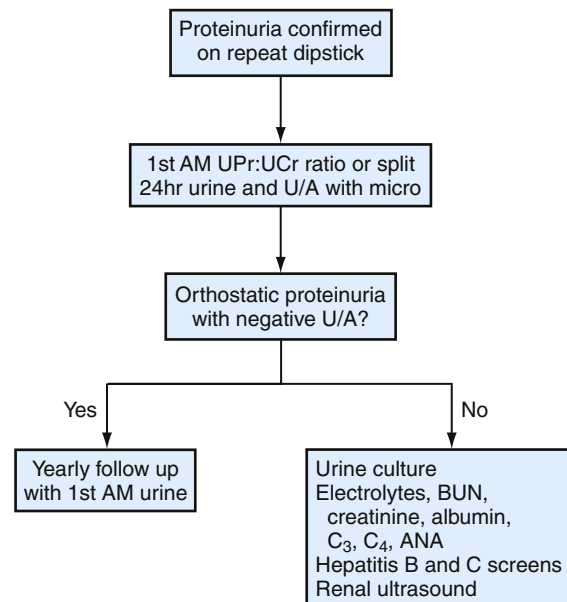 Proteinuria confirmed
on repeat dipstick
1st AM UPr:UCr ratio or split
24hr urine and U/A with micro
Orthostatic proteinuria
with negative U/A?
Yes
No
Yearly follow up
with 1st AM urine
Urine culture
Electrolytes, BUN,
creatinine, albumin,
C₃, C₄, ANA
Hepatitis B and C screens
Renal ultrasound